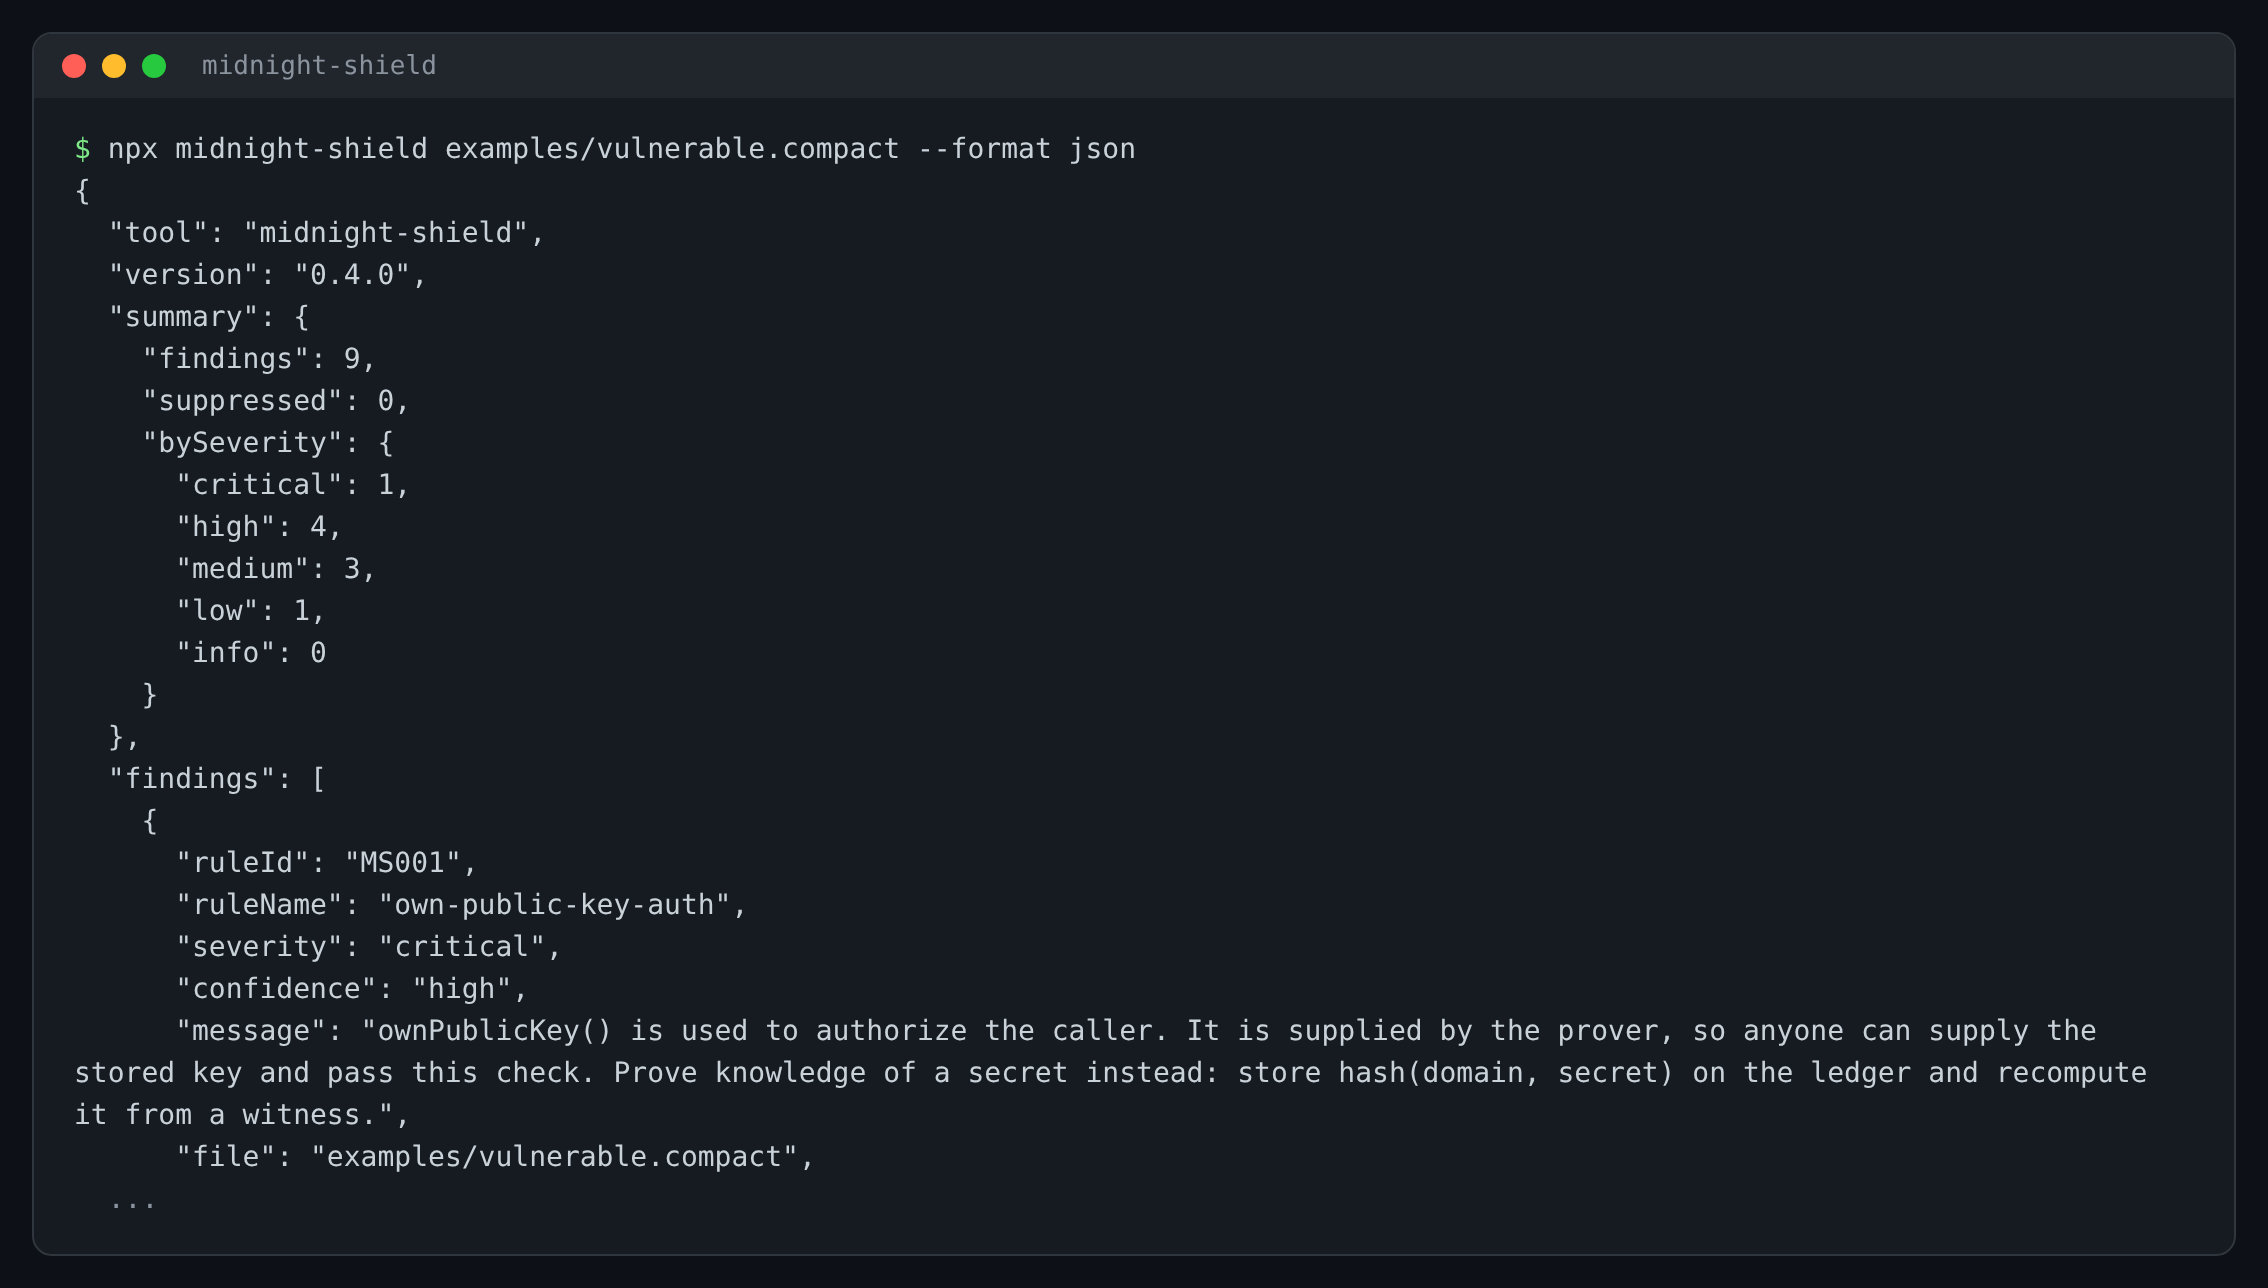 midnight-shield
$ npx midnight-shield examples/vulnerable.compact --format json
{
  "tool": "midnight-shield",
  "version": "0.4.0",
  "summary": {
    "findings": 9,
    "suppressed": 0,
    "bySeverity": {
      "critical": 1,
      "high": 4,
      "medium": 3,
      "low": 1,
      "info": 0
    }
  },
  "findings": [
    {
      "ruleId": "MS001",
      "ruleName": "own-public-key-auth",
      "severity": "critical",
      "confidence": "high",
      "message": "ownPublicKey() is used to authorize the caller. It is supplied by the prover, so anyone can supply the
stored key and pass this check. Prove knowledge of a secret instead: store hash(domain, secret) on the ledger and recompute
it from a witness.",
      "file": "examples/vulnerable.compact",
  ...